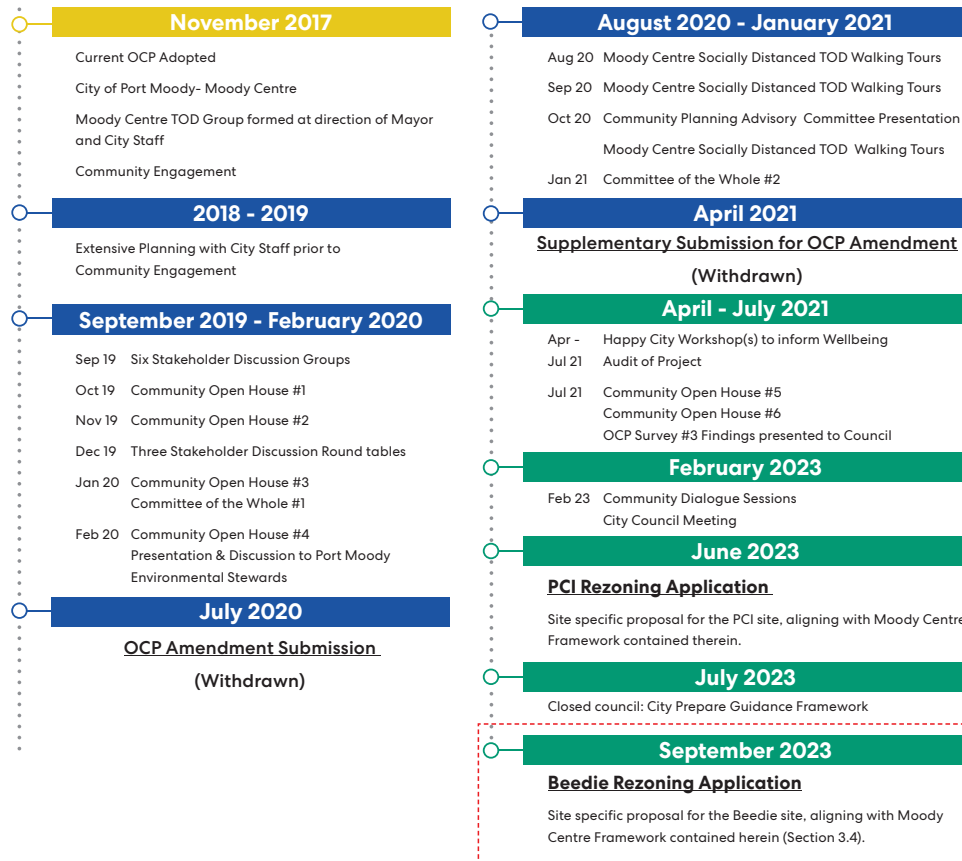 November 2017
Current OCP Adopted
City of Port Moody- Moody Centre
Moody Centre TOD Group formed at direction of Mayor
and City Staff
Community Engagement
2018 - 2019
Extensive Planning with City Staff prior to
Community Engagement
September 2019 - February 2020
Sep 19 Six Stakeholder Discussion Groups
Oct 19 Community Open House #1
Nov 19 Community Open House #2
Dec 19 Three Stakeholder Discussion Round tables
Jan 20 Community Open House #3
Committee of the Whole #1
Feb 20 Community Open House #4
Presentation & Discussion to Port Moody
Environmental Stewards
July 2020
OCP Amendment Submission
(Withdrawn)
August 2020 - January 2021
Aug 20 Moody Centre Socially Distanced TOD Walking Tours
Sep 20 Moody Centre Socially Distanced TOD Walking Tours
Oct 20 Community Planning Advisory Committee Presentation
Moody Centre Socially Distanced TOD Walking Tours
Jan 21 Committee of the Whole #2
April 2021
Supplementary Submission for OCP Amendment
(Withdrawn)
April - July 2021
Apr - Happy City Workshop(s) to inform Wellbeing
Jul 21 Audit of Project
Jul 21 Community Open House #5
Community Open House #6
OCP Survey #3 Findings presented to Council
February 2023
Feb 23 Community Dialogue Sessions
City Council Meeting
June 2023
PCI Rezoning Application
Site specific proposal for the PCI site, aligning with Moody Centre
Framework contained therein.
July 2023
Closed council: City Prepare Guidance Framework
September 2023
Beedie Rezoning Application
Site specific proposal for the Beedie site, aligning with Moody
Centre Framework contained herein (Section 3.4).